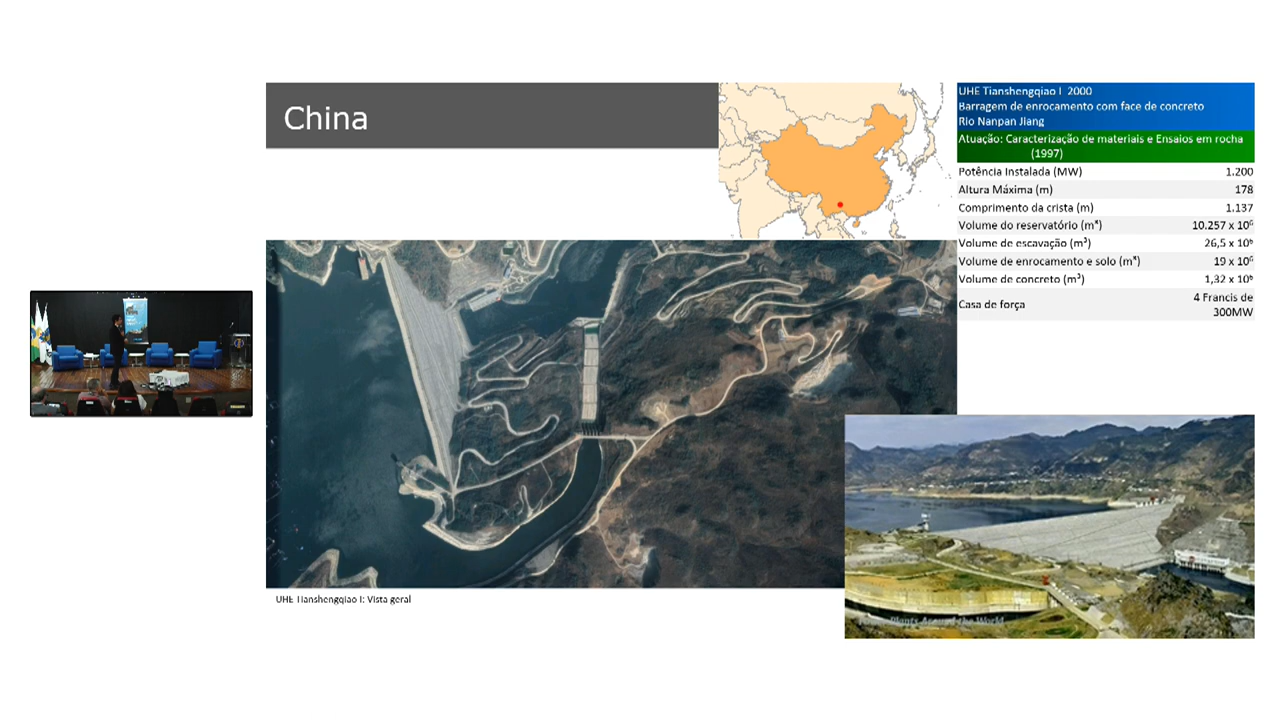 China
UHE Tianshengqiao I 2000
Barragem de enrocamento com face de concreto
Rio Nanpan Jiang
Atuação: Caracterização de materiais e Ensaios em rocha
(1997)
Potência Instalada (MW) 1.200
Altura Máxima (m) 178
Comprimento da crista (m) 1.137
Volume do reservatório (m³) 10.257 x 10⁶
Volume de escavação (m³) 26,5 x 10⁶
Volume de enrocamento e solo (m³) 19 x 10⁶
Volume de concreto (m³) 1,32 x 10⁶
Casa de força 4 Francis de
300MW
UHE Tianshengqiao I: Vista geral
Plants Around the World